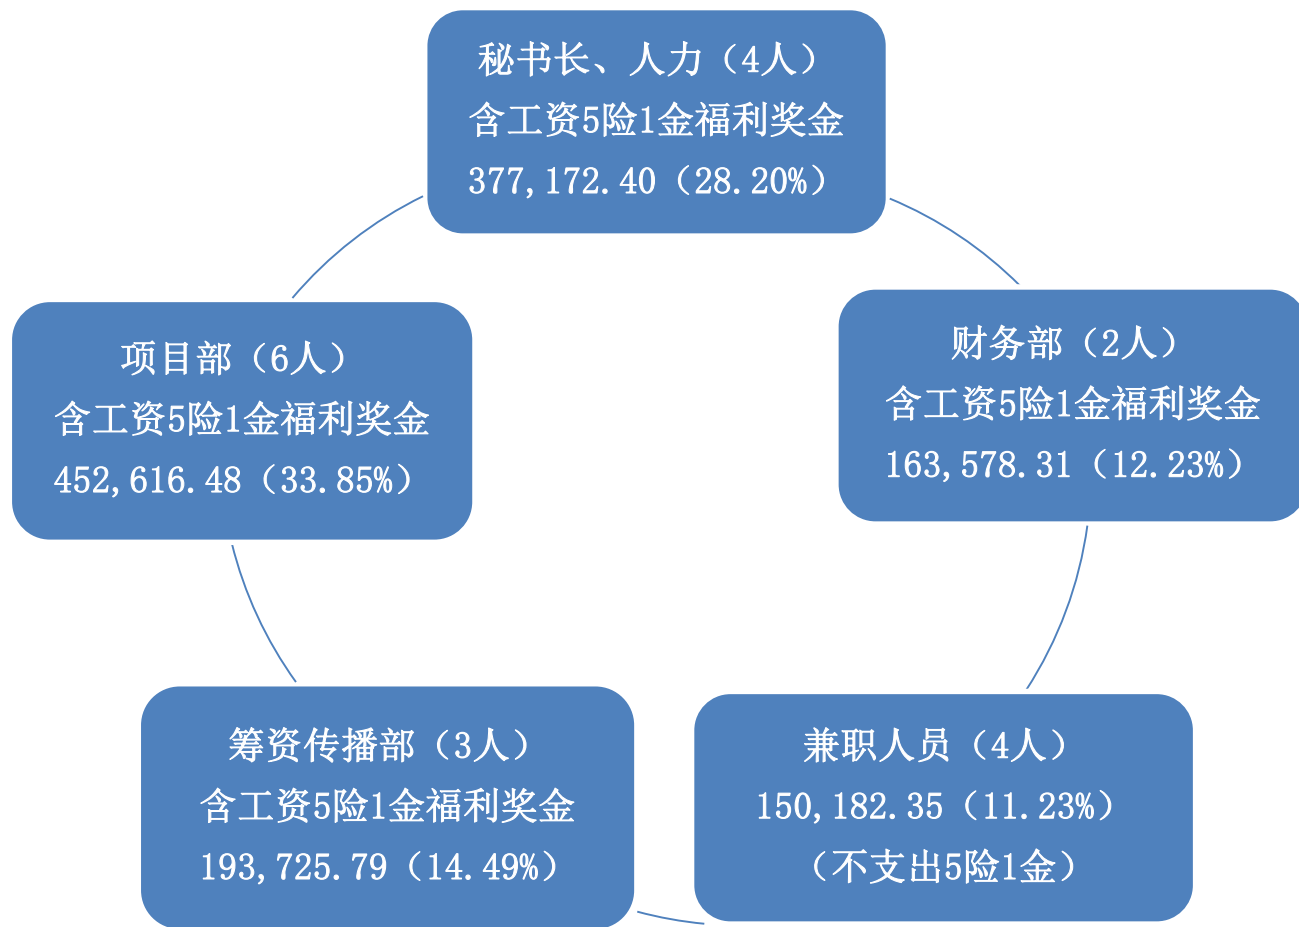 秘书长、人力（4人）
含工资5险1金福利奖金
377,172.40（28.20%）
项目部（6人）
含工资5险1金福利奖金
452,616.48（33.85%）
财务部（2人）
含工资5险1金福利奖金
163,578.31（12.23%）
筹资传播部（3人）
含工资5险1金福利奖金
193,725.79（14.49%）
兼职人员（4人）
150,182.35（11.23%）
（不支出5险1金）